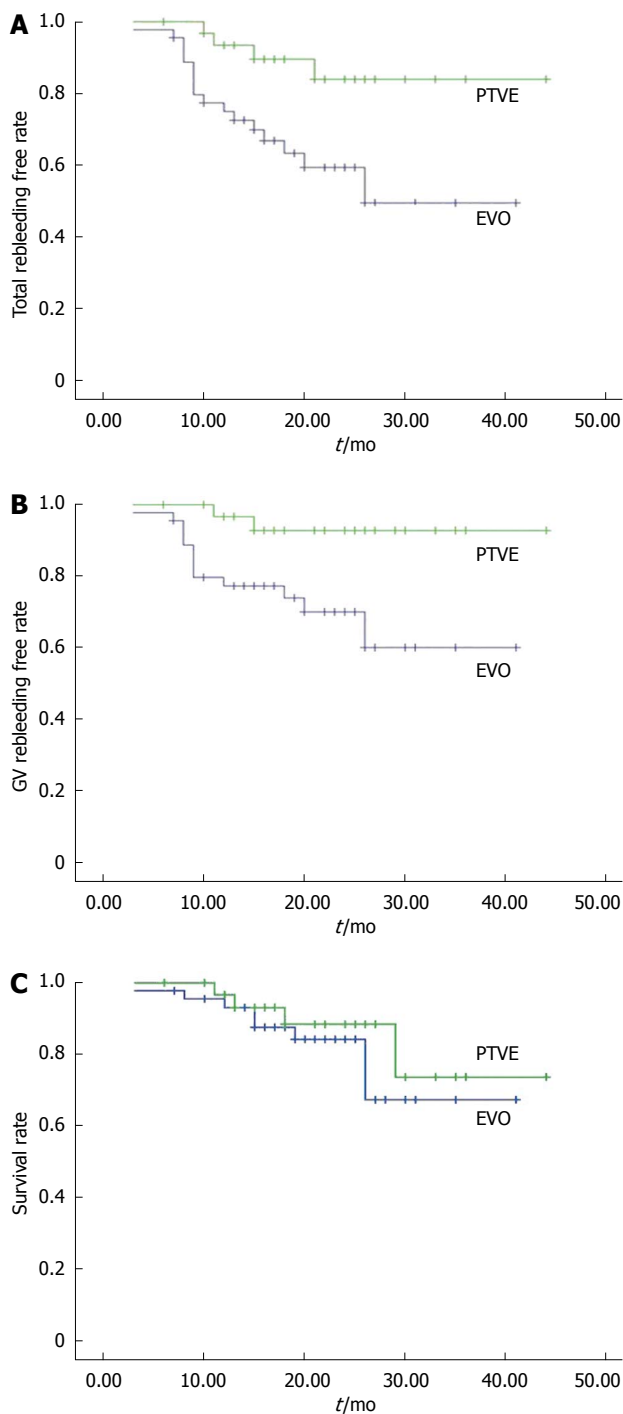 A
Total rebleeding free rate
1.0
0.8
0.6
0.4
0.2
0
PTVE
EVO
0.00 10.00 20.00 30.00 40.00 50.00
t/mo
B
GV rebleeding free rate
1.0
0.8
0.6
0.4
0.2
0
PTVE
EVO
0.00 10.00 20.00 30.00 40.00 50.00
t/mo
C
Survival rate
1.0
0.8
0.6
0.4
0.2
0
PTVE
EVO
0.00 10.00 20.00 30.00 40.00 50.00
t/mo